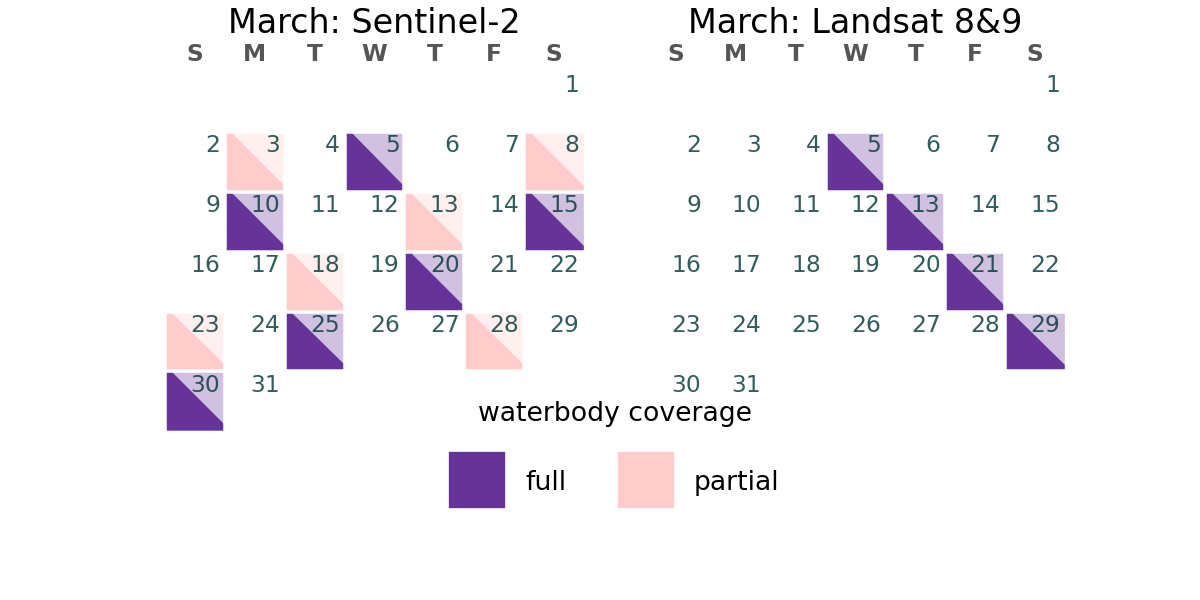 March: Sentinel-2
S M T W T F S
1
2 3 4 5 6 7 8
9 10 11 12 13 14 15
16 17 18 19 20 21 22
23 24 25 26 27 28 29
30 31
March: Landsat 8&9
S M T W T F S
1
2 3 4 5 6 7 8
9 10 11 12 13 14 15
16 17 18 19 20 21 22
23 24 25 26 27 28 29
30 31
waterbody coverage
full partial